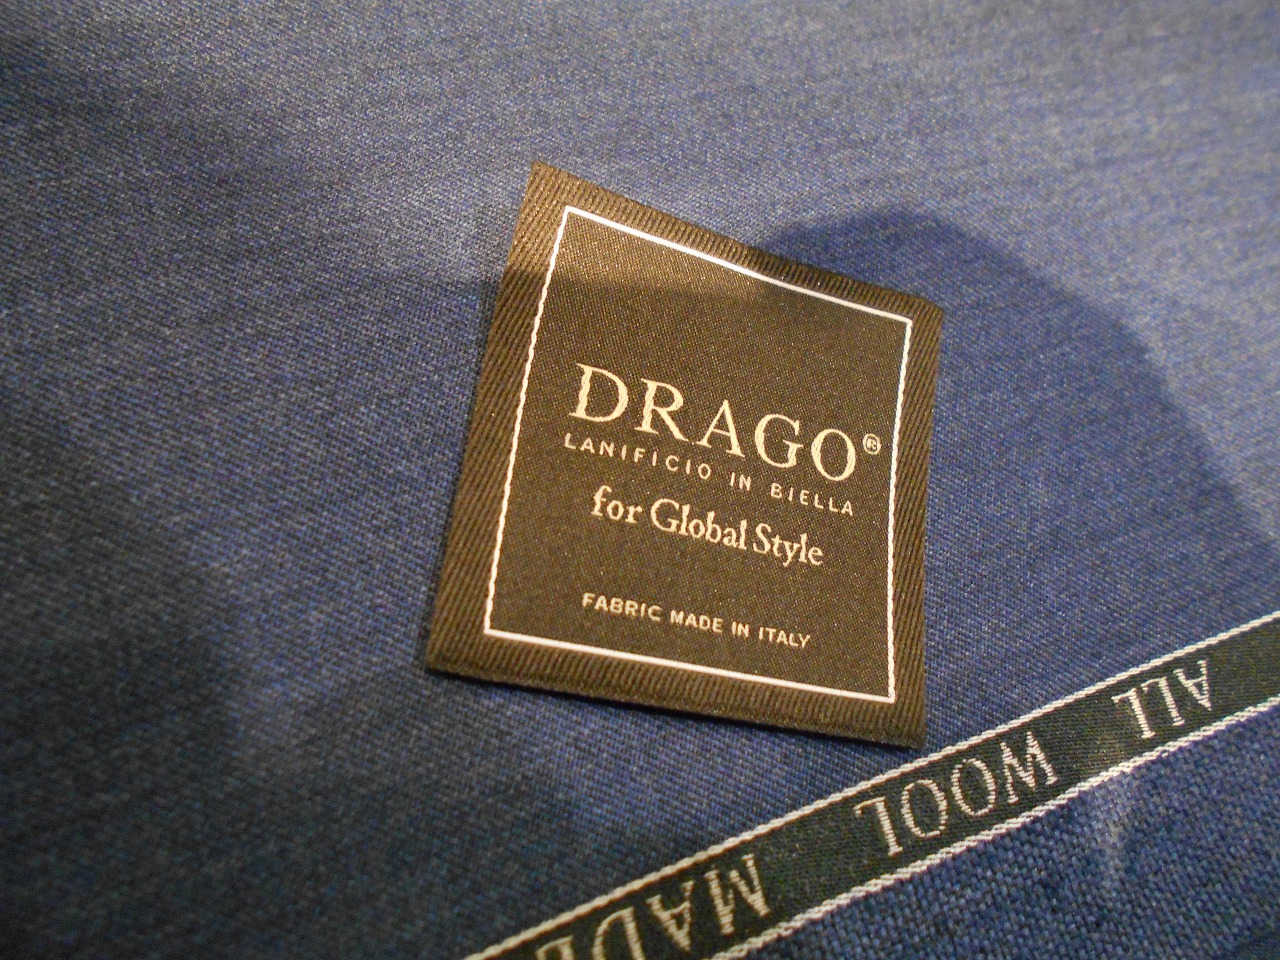 DRAGO®
LANIFICIO IN BIELLA
for Global Style
FABRIC MADE IN ITALY
ALL WOOL MADE